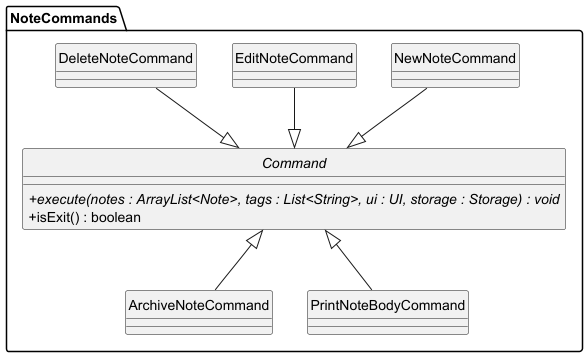 NoteCommands
DeleteNoteCommand
EditNoteCommand
NewNoteCommand
Command
+execute(notes : ArrayList<Note>, tags : List<String>, ui : UI, storage : Storage) : void
+isExit() : boolean
ArchiveNoteCommand
PrintNoteBodyCommand